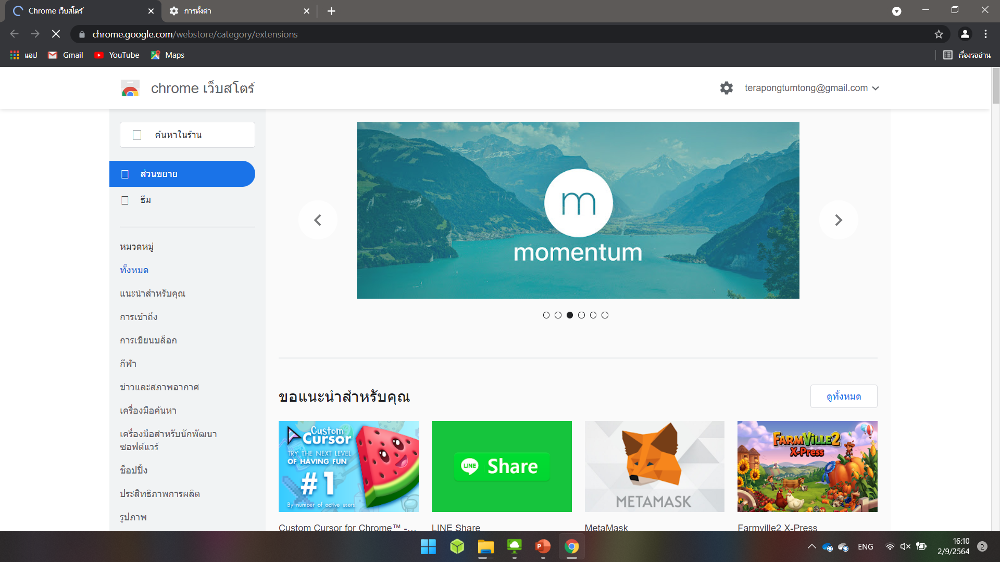 Chrome เว็บสโตร์
การตั้งค่า
chrome.google.com/webstore/category/extensions
แอป
Gmail
YouTube
Maps
เรื่องรออ่าน
chrome เว็บสโตร์
terapongtumtong@gmail.com
ค้นหาในร้าน
ส่วนขยาย
ธีม
หมวดหมู่
ทั้งหมด
แนะนำสำหรับคุณ
การเข้าถึง
การเขียนบล็อก
กีฬา
ข่าวและสภาพอากาศ
เครื่องมือค้นหา
เครื่องมือสำหรับนักพัฒนา
ซอฟต์แวร์
ช็อปปิ้ง
ประสิทธิภาพการผลิต
รูปภาพ
m
momentum
ขอแนะนำสำหรับคุณ
ดูทั้งหมด
Custom
Cursor
TRY THE NEXT LEVEL
OF HAVING FUN
#1
By number of active users
LINE
Share
METAMASK
FARMVILLE2
X-Press
Custom Cursor for Chrome™ -...
LINE Share
MetaMask
Farmville2 X-Press
P
ENG
16:10
2/9/2564
2